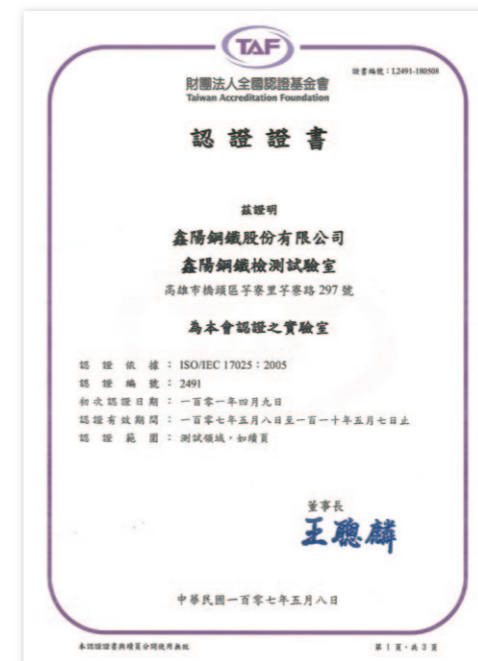 TAF
證書編號：L2491-180508
財團法人全國認證基金會
Taiwan Accreditation Foundation
認證證書
茲證明
鑫陽鋼鐵股份有限公司
鑫陽鋼鐵檢測試驗室
高雄市橋頭區芋寮里芋寮路 297 號
為本會認證之實驗室
認證依據：ISO/IEC 17025：2005
認證編號：2491
初次認證日期：一百零一年四月九日
認證有效期間：一百零七年五月八日至一百一十年五月七日止
認證範圍：測試領域，如續頁
董事長
王聰麟
中華民國一百零七年五月八日
本認證證書與續頁分開使用無效
第 1 頁，共 3 頁